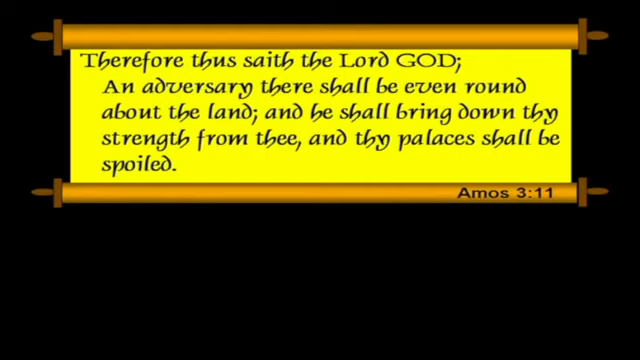 Therefore thus saith the Lord GOD;
An adversary there shall be even round
about the land; and he shall bring down thy
strength from thee, and thy palaces shall be
spoiled.
Amos 3:11